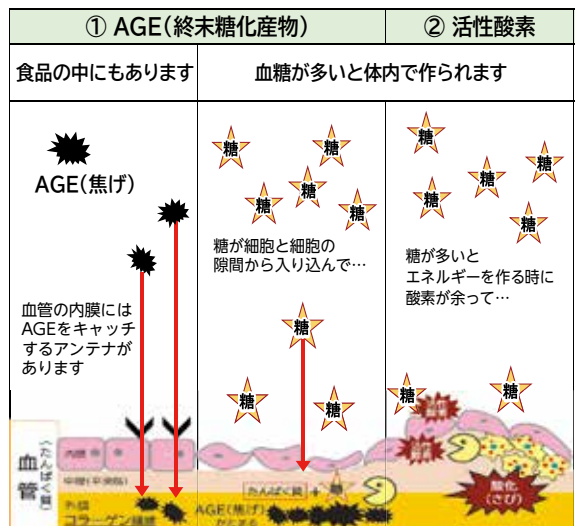 ① AGE(終末糖化産物)
② 活性酸素
食品の中にもあります
血糖が多いと体内で作られます
AGE(焦げ)
血管の内膜には
AGEをキャッチ
するアンテナが
あります
糖
糖
糖
糖
糖
糖が細胞と細胞の
隙間から入り込んで…
糖
糖
糖
糖
糖
糖
糖
糖
糖が多いと
エネルギーを作る時に
酸素が余って…
糖
糖
血管
(たんぱく質)
内膜
外膜
コラーゲン繊維
たんぱく質
+
AGE(焦げ)
酸化
(さび)